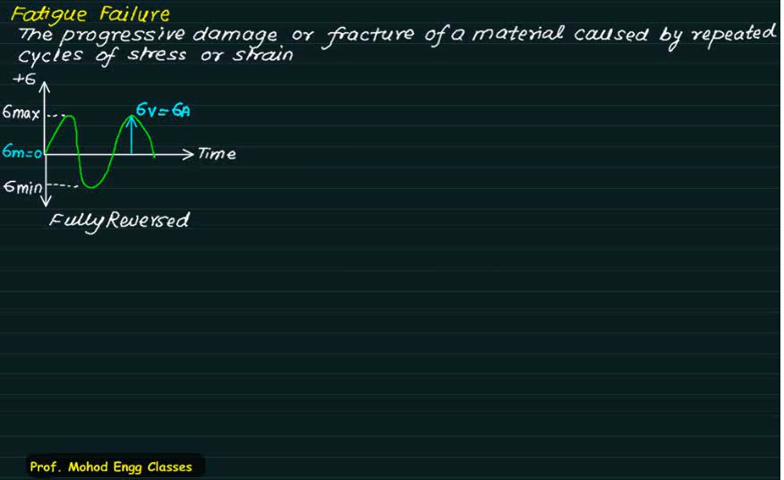 Fatigue Failure
The progressive damage or fracture of a material caused by repeated
cycles of stress or strain
+σ
σmax
σv=σA
σm=0
Time
σmin
Fully Reversed
Prof. Mohod Engg Classes